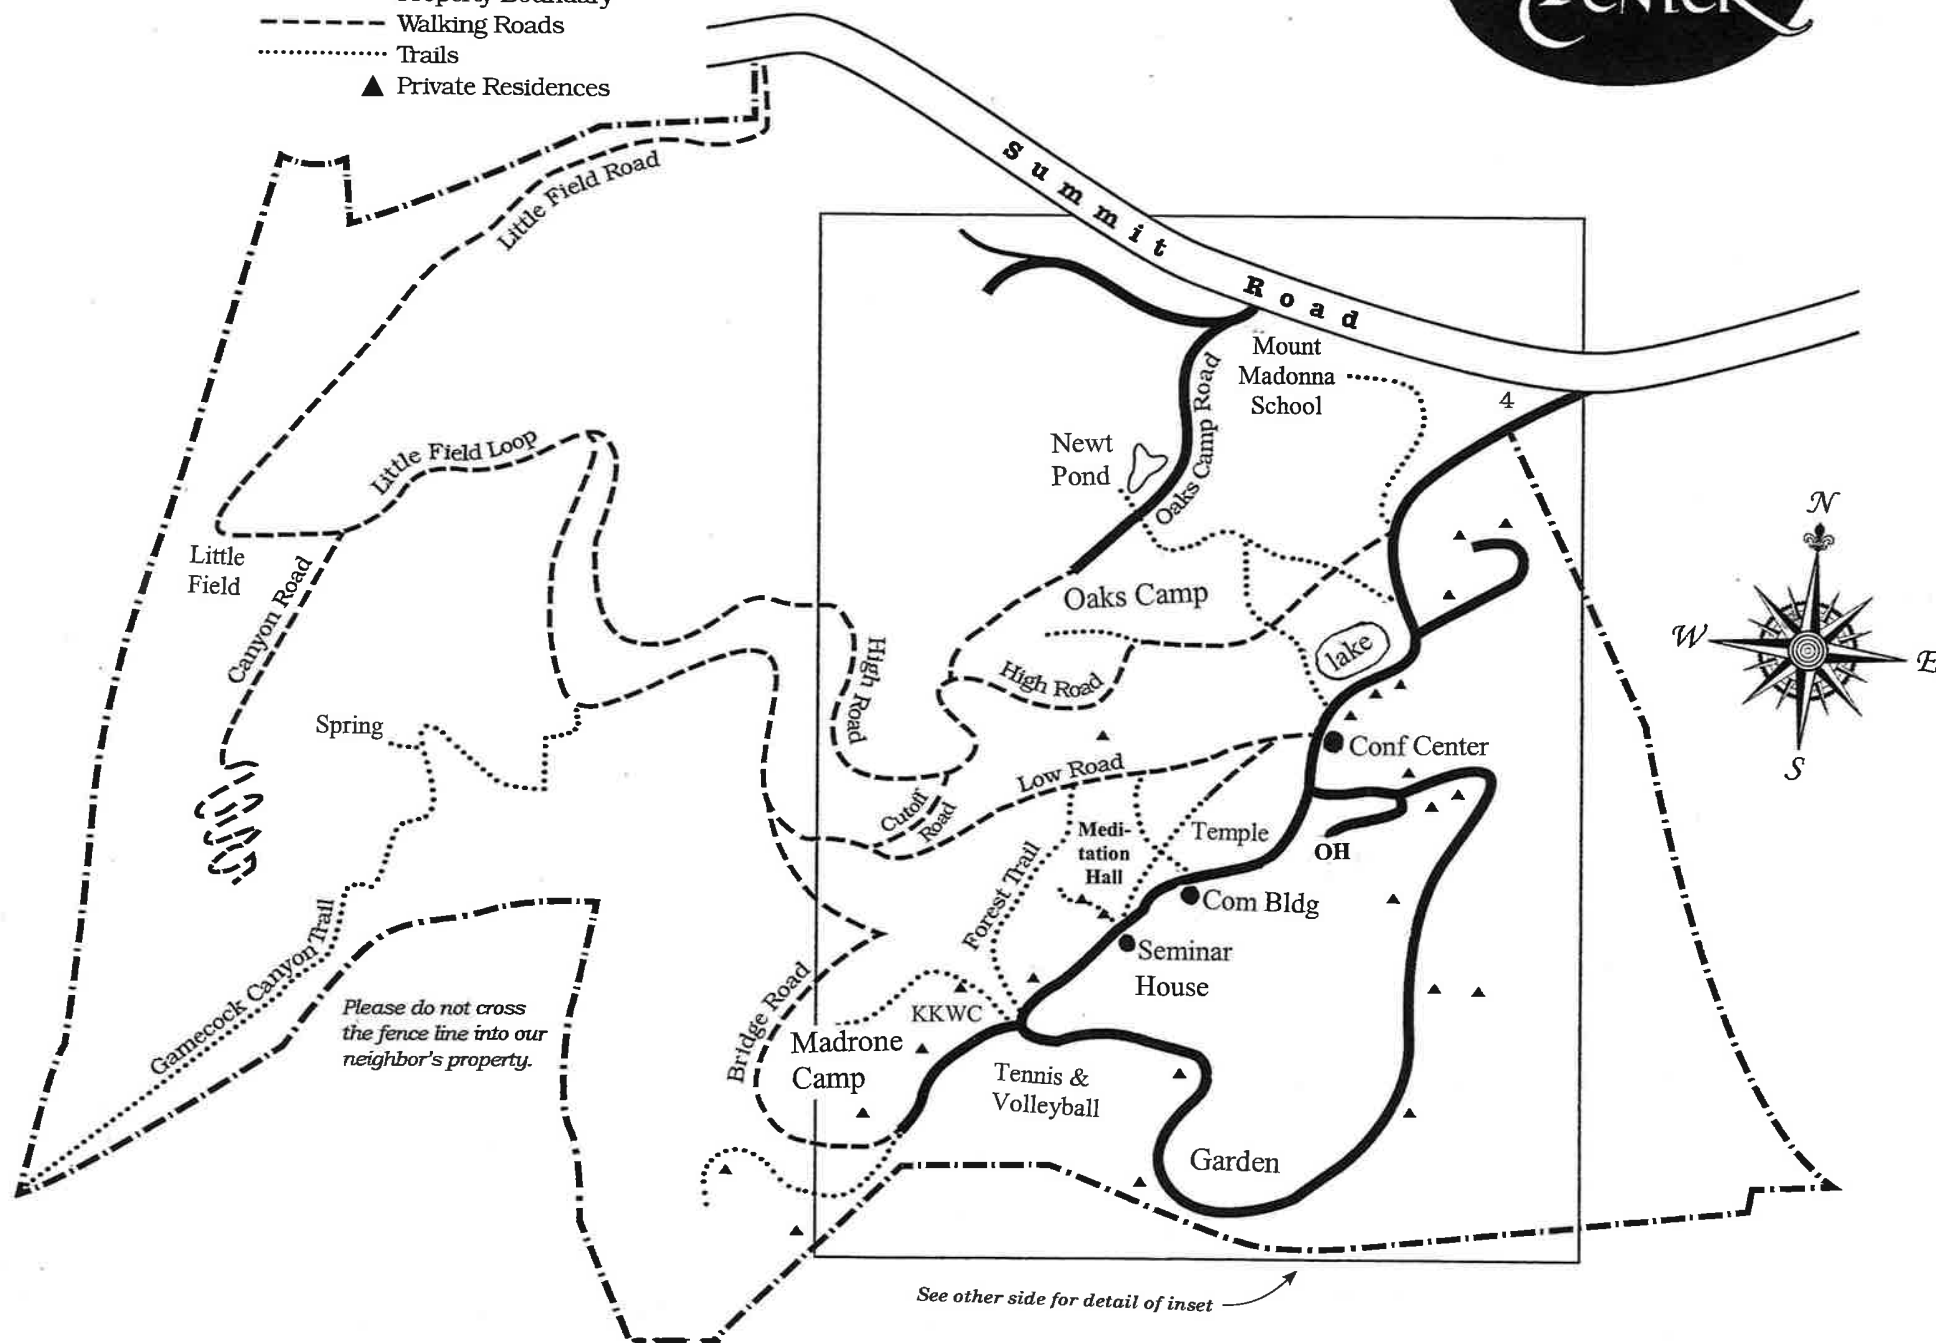 Property Boundary
Walking Roads
Trails
Private Residences
CENTER
Summit Road
Little Field Road
Mount
Madonna
School
4
Oaks Camp Road
Newt
Pond
Little Field Loop
N
W
E
S
Little
Field
Canyon Road
Oaks Camp
lake
High Road
High Road
Spring
Conf Center
Low Road
Cutoff
Road
Medi-
tation
Hall
Temple
OH
Forest Trail
Com Bldg
Seminar
House
Gamecock Canyon Trail
Please do not cross
the fence line into our
neighbor's property.
Bridge Road
KKWC
Madrone
Camp
Tennis &
Volleyball
Garden
See other side for detail of inset